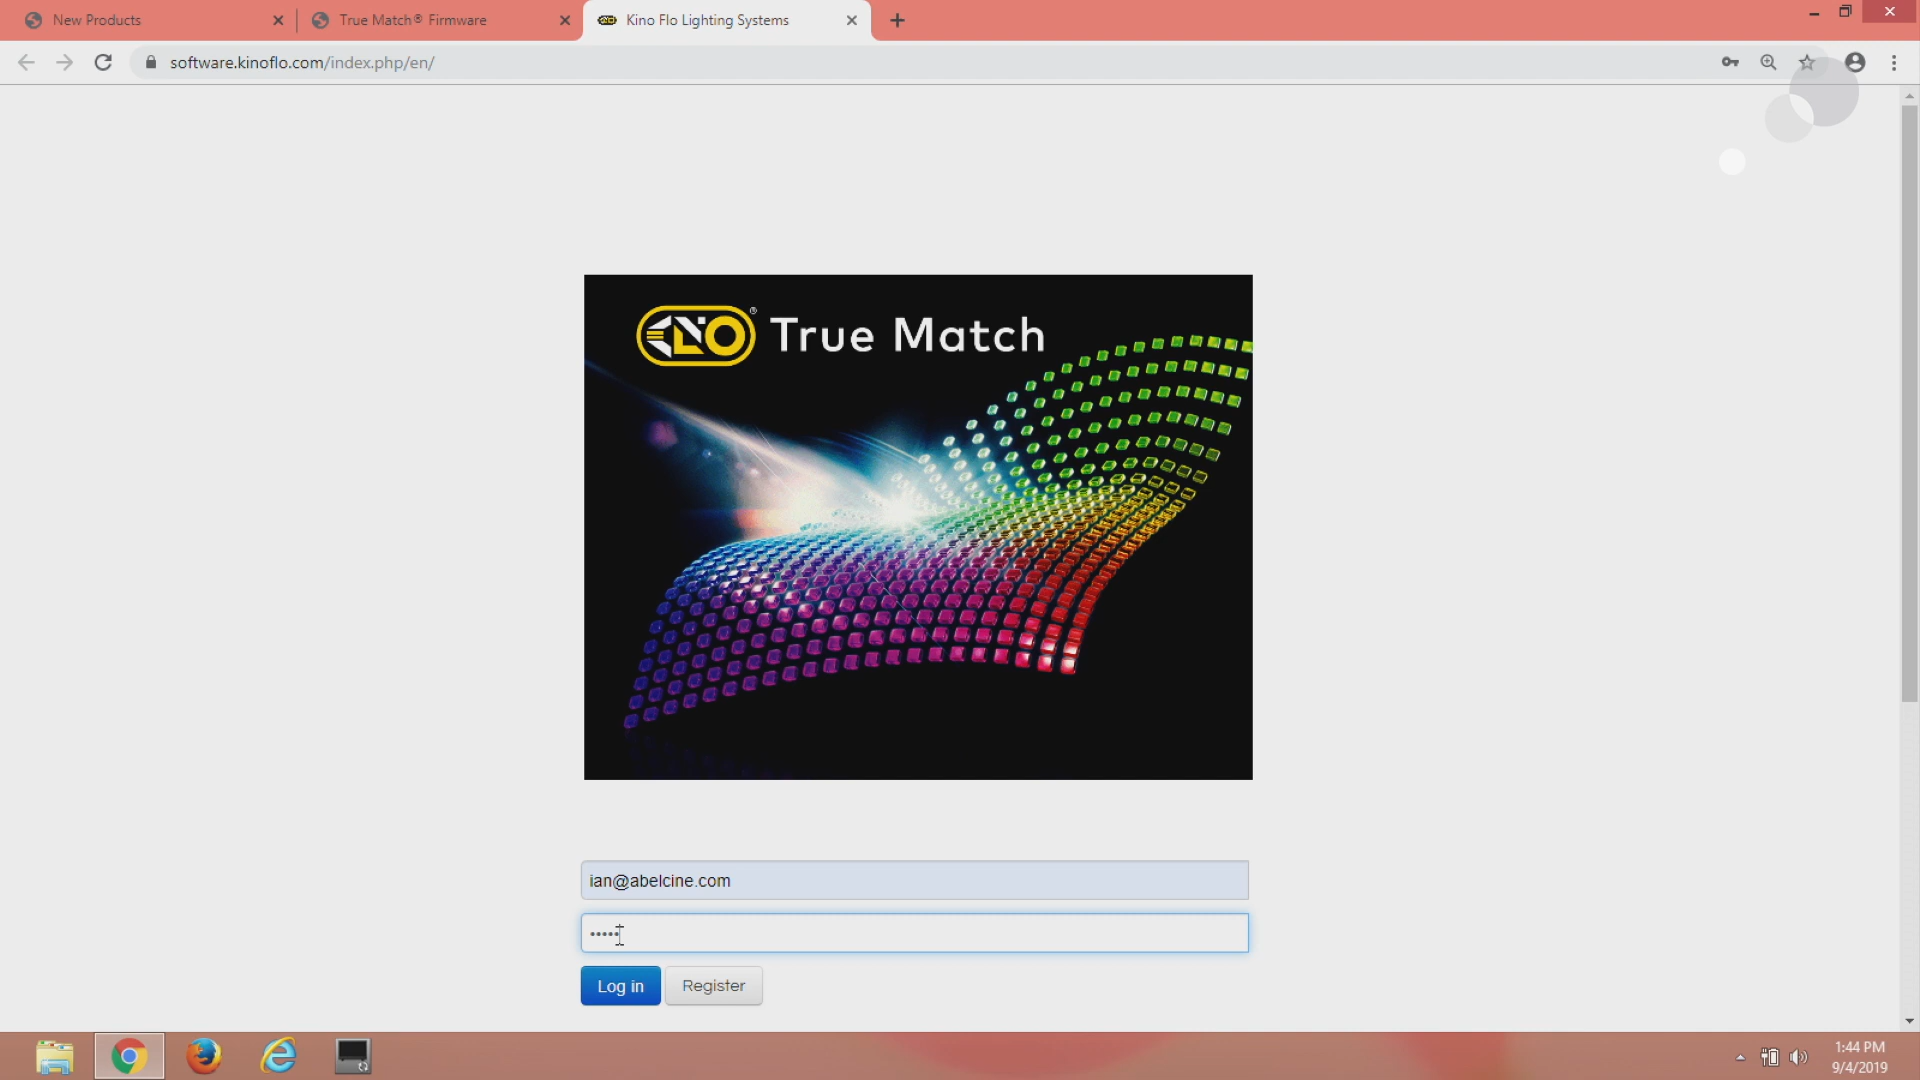 New Products
True Match® Firmware
Kino Flo Lighting Systems
software.kinoflo.com/index.php/en/
KINO® True Match
ian@abelcine.com
•••••
Log in
Register
1:44 PM
9/4/2019